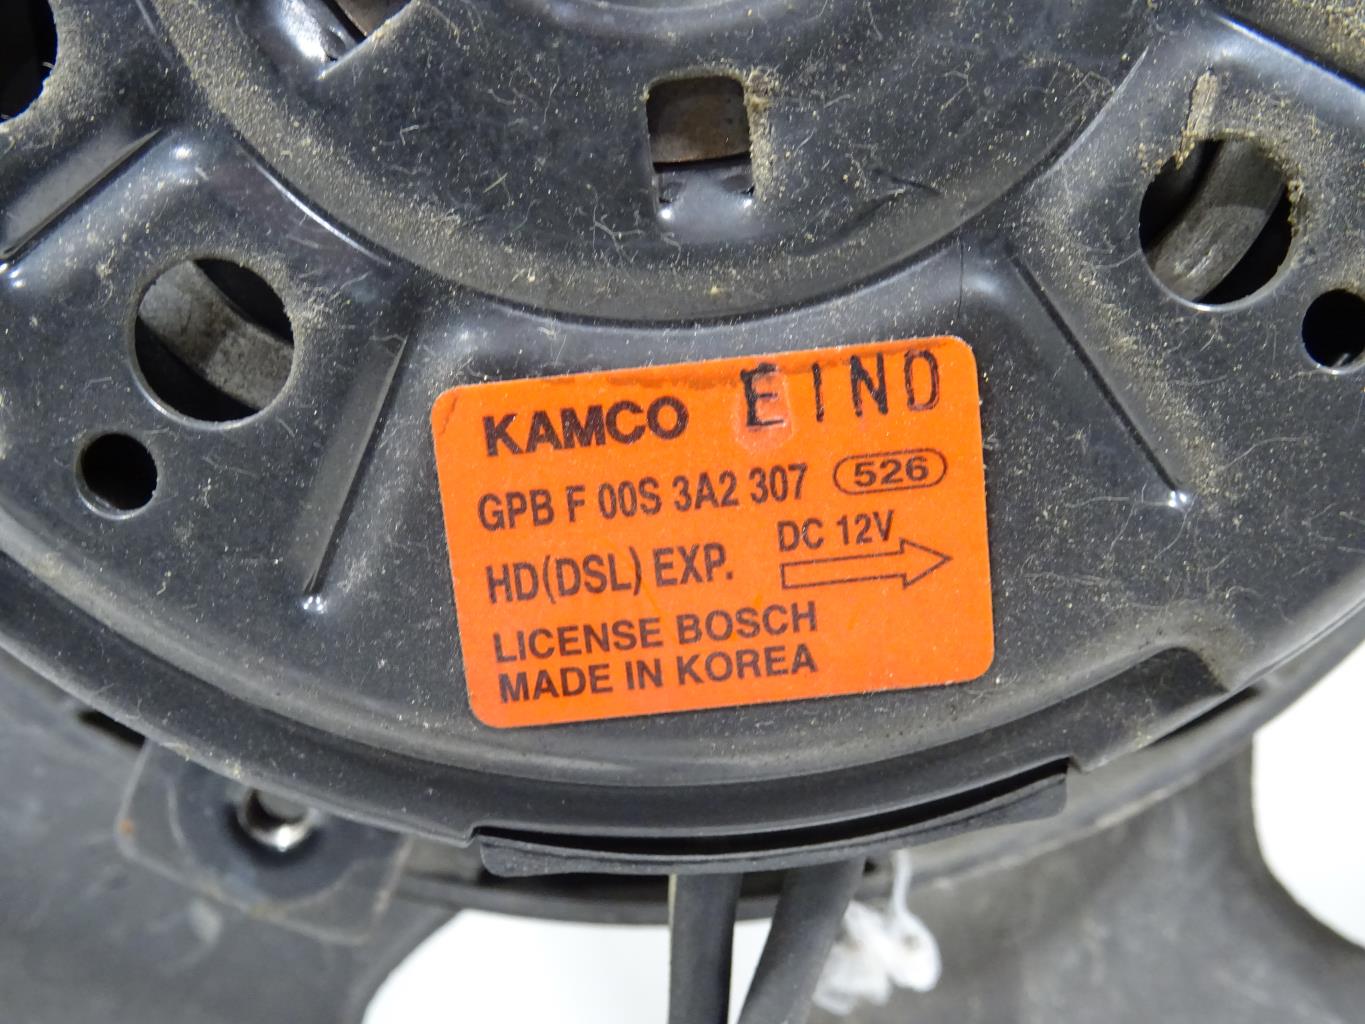 KAMCO EIND
GPB F 00S 3A2 307 526
HD(DSL) EXP. DC 12V
LICENSE BOSCH
MADE IN KOREA